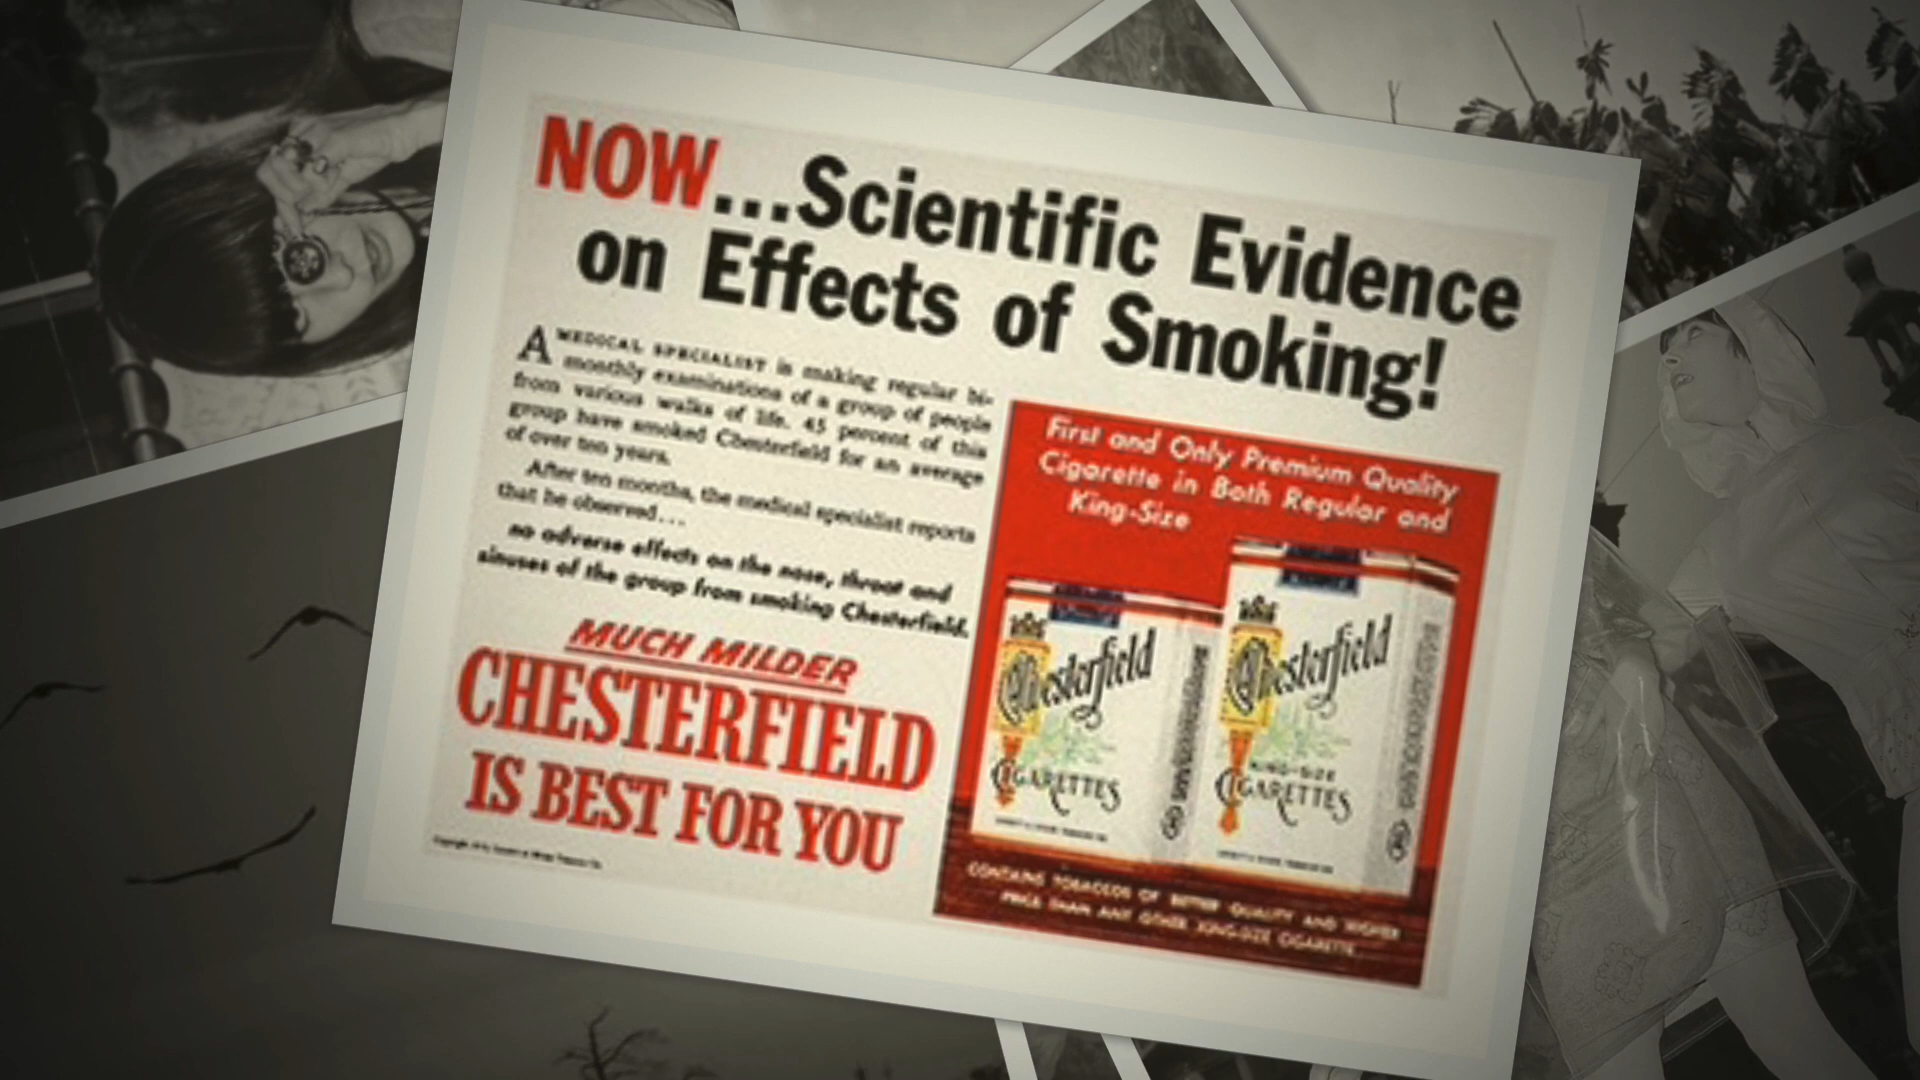 NOW...Scientific Evidence
on Effects of Smoking!
A MEDICAL SPECIALIST is making regular bi-
monthly examinations of a group of people
from various walks of life. 45 percent of this
group have smoked Chesterfield for an average
of over ten years.
After ten months, the medical specialist reports
that he observed...
no adverse effects on the nose, throat and
sinuses of the group from smoking Chesterfield.
MUCH MILDER
CHESTERFIELD
IS BEST FOR YOU
First and Only Premium Quality
Cigarette in Both Regular and
King-Size
Chesterfield
CIGARETTES
Chesterfield
KING-SIZE
CIGARETTES
CONTAINS TOBACCOS OF BETTER QUALITY AND HIGHER
PRICE THAN ANY OTHER KING-SIZE CIGARETTE